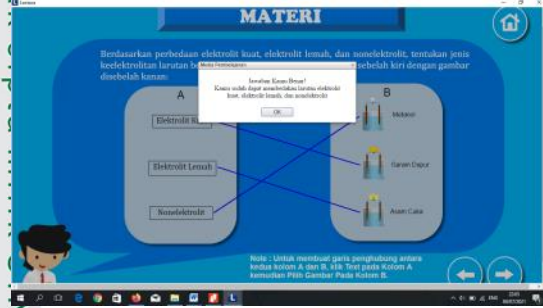 MATERI
Berdasarkan perbedaan elektrolit kuat, elektrolit lemah, dan nonelektrolit, tentukan jenis
keelektrolitan larutan be
sebelah kiri dengan gambar
disebelah kanan:
Media Pembelajaran
Jawaban Kamu Benar!
Kamu sudah dapat membedakan larutan elektrolit
kuat, elektrolit lemah, dan nonelektrolit
OK
A
B
Elektrolit Ku
Elektrolit Lemah
Nonelektrolit
Garam Dapur
Asam Cuka
Note : Untuk membuat garis penghubung antara
kedua kolom A dan B, klik Text pada Kolom A
kemudian Pilih Gambar Pada Kolom B.